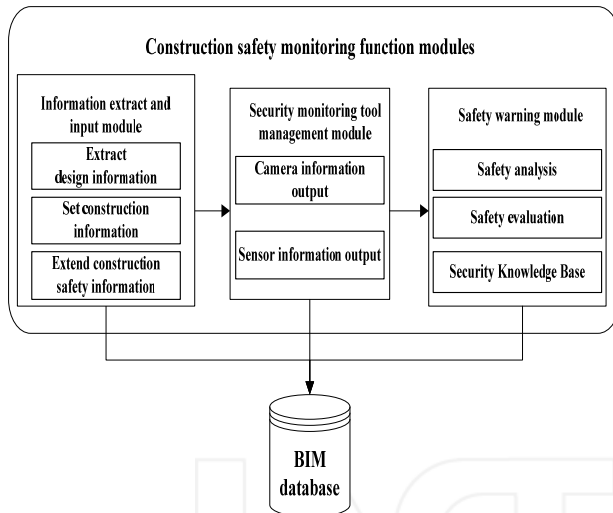 Construction safety monitoring function modules
Information extract and
input module
Extract
design information
Set construction
information
Extend construction
safety information
Security monitoring tool
management module
Camera information
output
Sensor information output
Safety warning module
Safety analysis
Safety evaluation
Security Knowledge Base
BIM
database